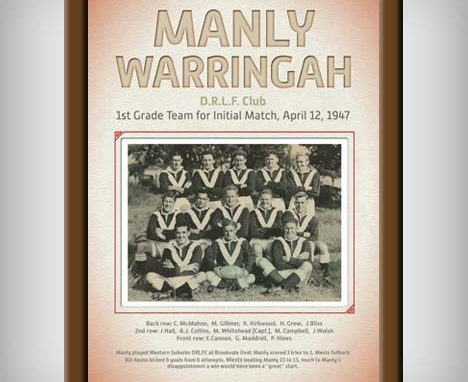 MANLY
WARRINGAH
D.R.L.F. Club
1st Grade Team for Initial Match, April 12, 1947
Back row: C. McMahon, M. Gillmer, K. Kirkwood, H. Grew, J. Bliss
2nd row: J. Hall, A.J. Collins, M. Whitehead (Capt.), M. Campbell, J. Walsh
Front row: E. Cannon, G. Maddrell, P. Hines
Manly played Western Suburbs DRLFC at Brookvale Oval. Manly scored 3 tries to 1. Wests fullback
Bill Keato kicked 6 goals from 6 attempts. Wests beating Manly 15 to 13, much to Manly's
disappointment a win would have been a "great" start.